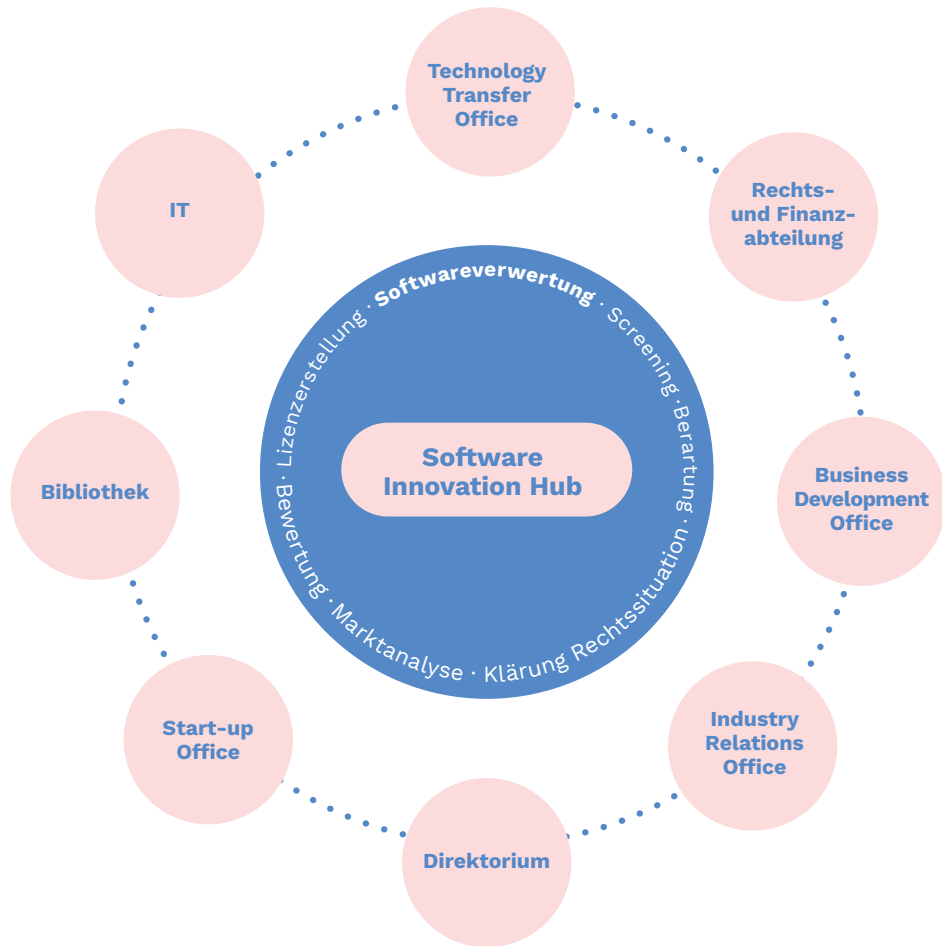 Technology
Transfer
Office
Rechts-
und Finanz-
abteilung
Business
Development
Office
Industry
Relations
Office
Direktorium
Start-up
Office
Bibliothek
IT
Softwareverwertung · Screening · Berartung · Klärung Rechtssituation · Marktanalyse · Bewertung · Lizenzerstellung ·
Software
Innovation Hub